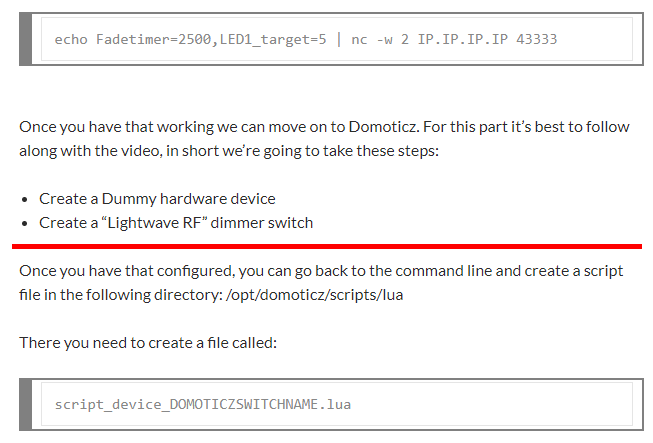 echo Fadetimer=2500,LED1_target=5 | nc -w 2 IP.IP.IP.IP 43333
Once you have that working we can move on to Domoticz. For this part it’s best to follow
along with the video, in short we’re going to take these steps:
• Create a Dummy hardware device
• Create a “Lightwave RF” dimmer switch
Once you have that configured, you can go back to the command line and create a script
file in the following directory: /opt/domoticz/scripts/lua
There you need to create a file called:
script_device_DOMOTICZSWITCHNAME.lua